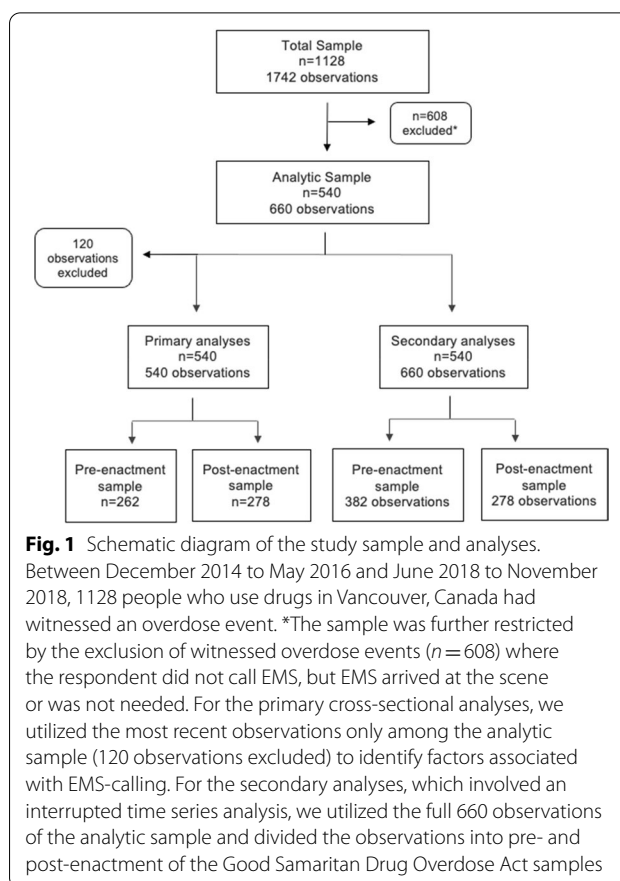 Total Sample
n=1128
1742 observations
n=608
excluded*
Analytic Sample
n=540
660 observations
120
observations
excluded
Primary analyses
n=540
540 observations
Secondary analyses
n=540
660 observations
Pre-enactment
sample
n=262
Post-enactment
sample
n=278
Pre-enactment
sample
382 observations
Post-enactment
sample
278 observations
Fig. 1 Schematic diagram of the study sample and analyses.
Between December 2014 to May 2016 and June 2018 to November
2018, 1128 people who use drugs in Vancouver, Canada had
witnessed an overdose event. *The sample was further restricted
by the exclusion of witnessed overdose events (n = 608) where
the respondent did not call EMS, but EMS arrived at the scene
or was not needed. For the primary cross-sectional analyses, we
utilized the most recent observations only among the analytic
sample (120 observations excluded) to identify factors associated
with EMS-calling. For the secondary analyses, which involved an
interrupted time series analysis, we utilized the full 660 observations
of the analytic sample and divided the observations into pre- and
post-enactment of the Good Samaritan Drug Overdose Act samples